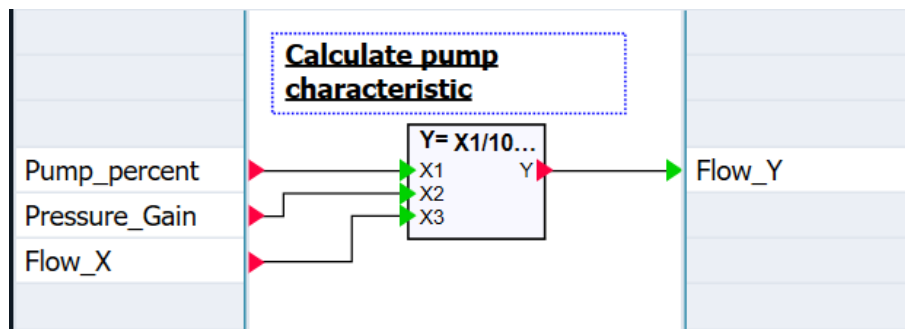 Calculate pump
characteristic
Y= X1/10...
Pump_percent
X1
Y
Flow_Y
Pressure_Gain
X2
Flow_X
X3